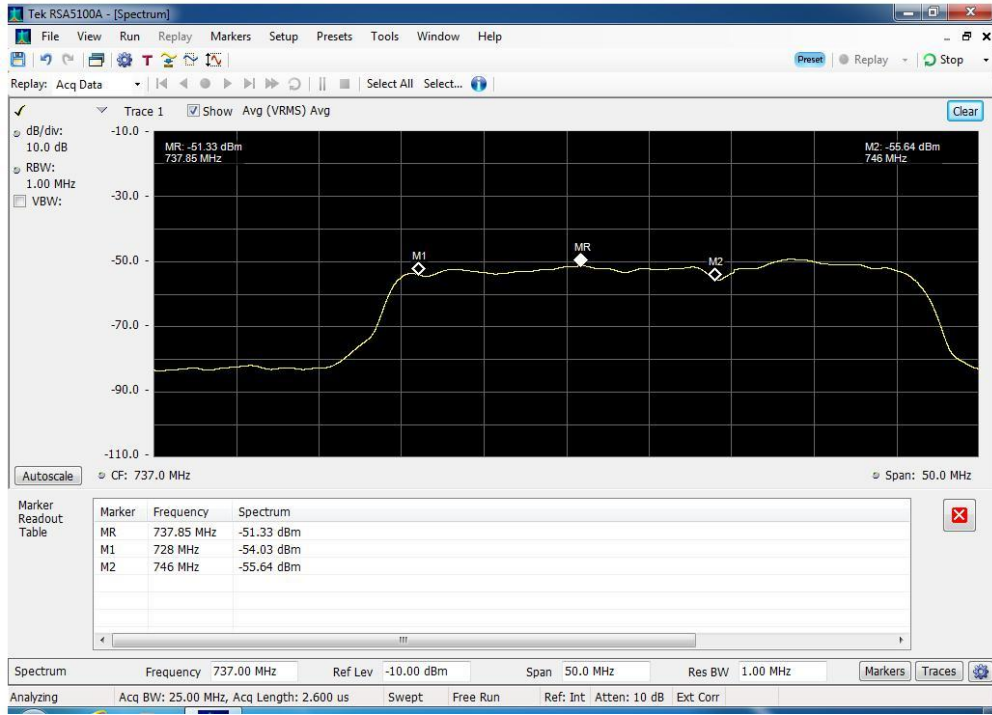 Tek RSA5100A - [Spectrum]
File View Run Replay Markers Setup Presets Tools Window Help
Preset Replay Stop
Replay: Acq Data Select All Select...
Trace 1 Show Avg (VRMS) Avg Clear
dB/div:
10.0 dB
RBW:
1.00 MHz
VBW:
-10.0
-30.0
-50.0
-70.0
-90.0
-110.0
MR: -51.33 dBm
737.85 MHz
M2: -55.64 dBm
746 MHz
M1
MR
M2
Autoscale CF: 737.0 MHz Span: 50.0 MHz
Marker
Readout
Table
Marker Frequency Spectrum
MR 737.85 MHz -51.33 dBm
M1 728 MHz -54.03 dBm
M2 746 MHz -55.64 dBm
Spectrum Frequency 737.00 MHz Ref Lev -10.00 dBm Span 50.0 MHz Res BW 1.00 MHz Markers Traces
Analyzing Acq BW: 25.00 MHz, Acq Length: 2.600 us Swept Free Run Ref: Int Atten: 10 dB Ext Corr